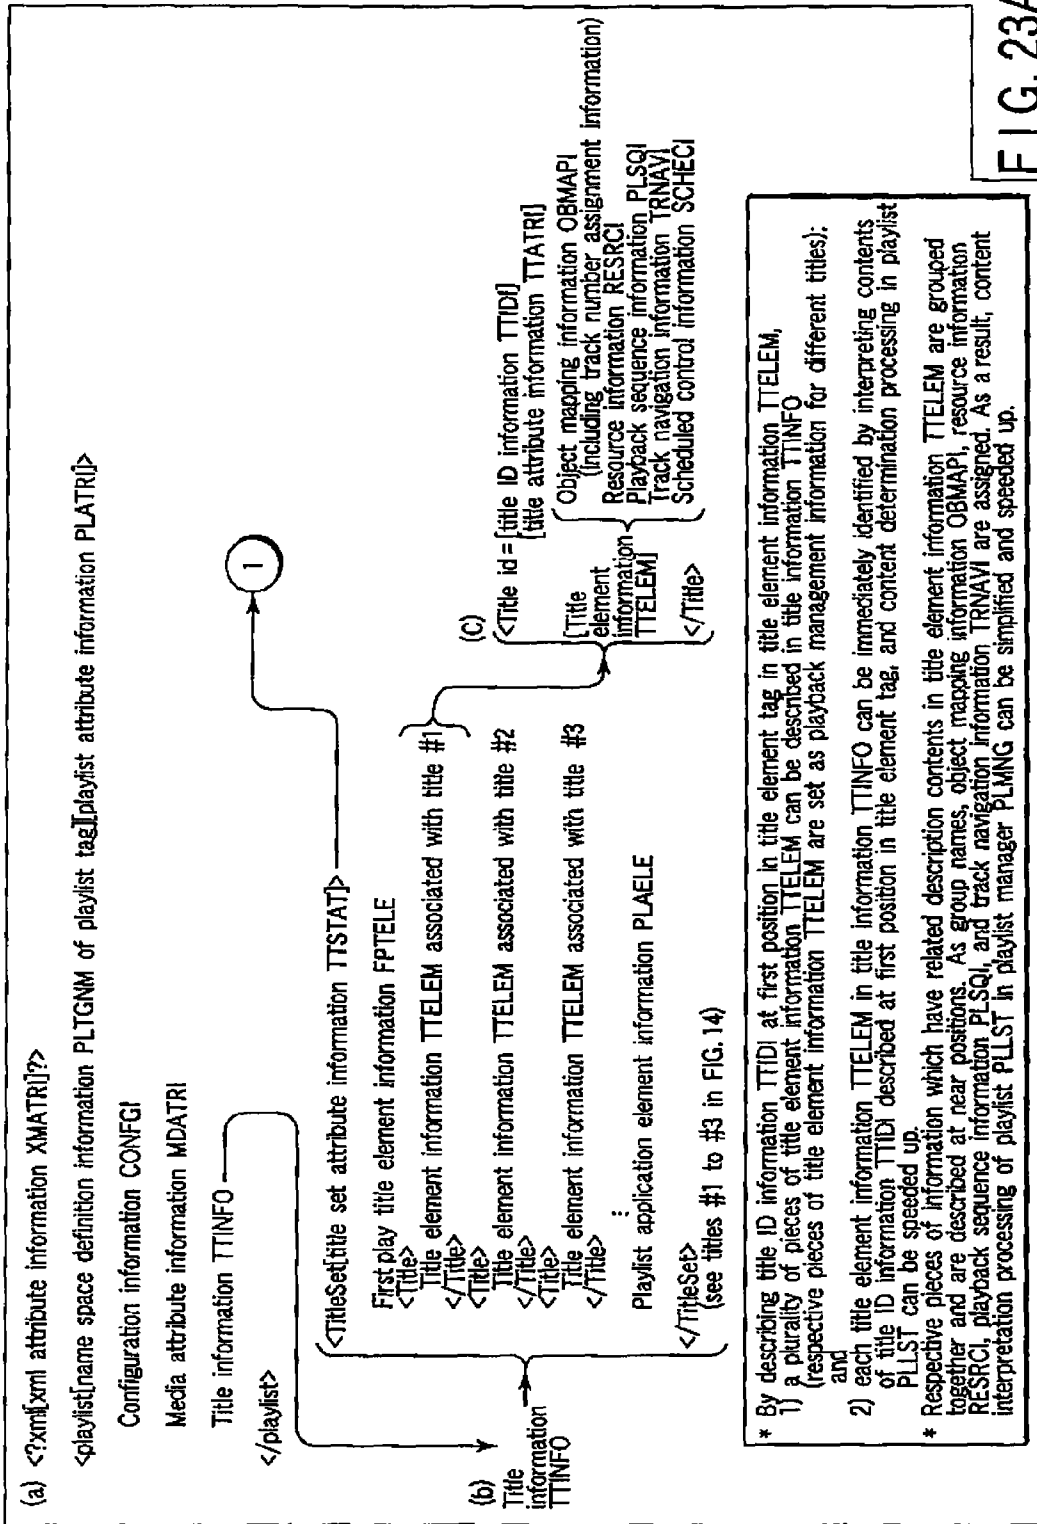 (a) <?xml[xml attribute information XMATRI]?>
<playlist[name space definition information PLTGNM of playlist tag][playlist attribute information PLATRI]>
Configuration information CONFGI
Media attribute information MDATRI
Title information TTINFO
</playlist>
1
(b)
Title
information
TTINFO
<TitleSet[title set attribute information TTSTAT]>
First play title element information FPTELE
<Title>
Title element information TTELEM associated with title #1
</Title>
<Title>
Title element information TTELEM associated with title #2
</Title>
<Title>
Title element information TTELEM associated with title #3
</Title>
⋮
Playlist application element information PLAELE
</TitleSet>
(see titles #1 to #3 in FIG. 14)
(C)
<Title id = [title ID information TTIDI]
[title attribute information TTATRI]
[Title
element
information
TTELEM]
Object mapping information OBMAPI
(Including track number assignment information)
Resource information RESRCI
Playback sequence information PLSQI
Track navigation information TRNAVI
Scheduled control information SCHECI
</Title>
* By describing title ID information TTIDI at first position in title element tag in title element information TTELEM,
1) a plurality of pieces of title element information TTELEM can be described in title information TTINFO
(respective pieces of title element information TTELEM are set as playback management information for different titles);
and
2) each title element information TTELEM in title information TTINFO can be immediately identified by interpreting contents
of title ID information TTIDI described at first position in title element tag, and content determination processing in playlist
PLLST can be speeded up.
* Respective pieces of information which have related description contents in title element information TTELEM are grouped
together and are described at near positions. As group names, object mapping information OBMAPI, resource information
RESRCI, playback sequence information PLSQI, and track navigation information TRNAVI are assigned. As a result, content
interpretation processing of playlist PLLST in playlist manager PLMNG can be simplified and speeded up.
FIG. 23A